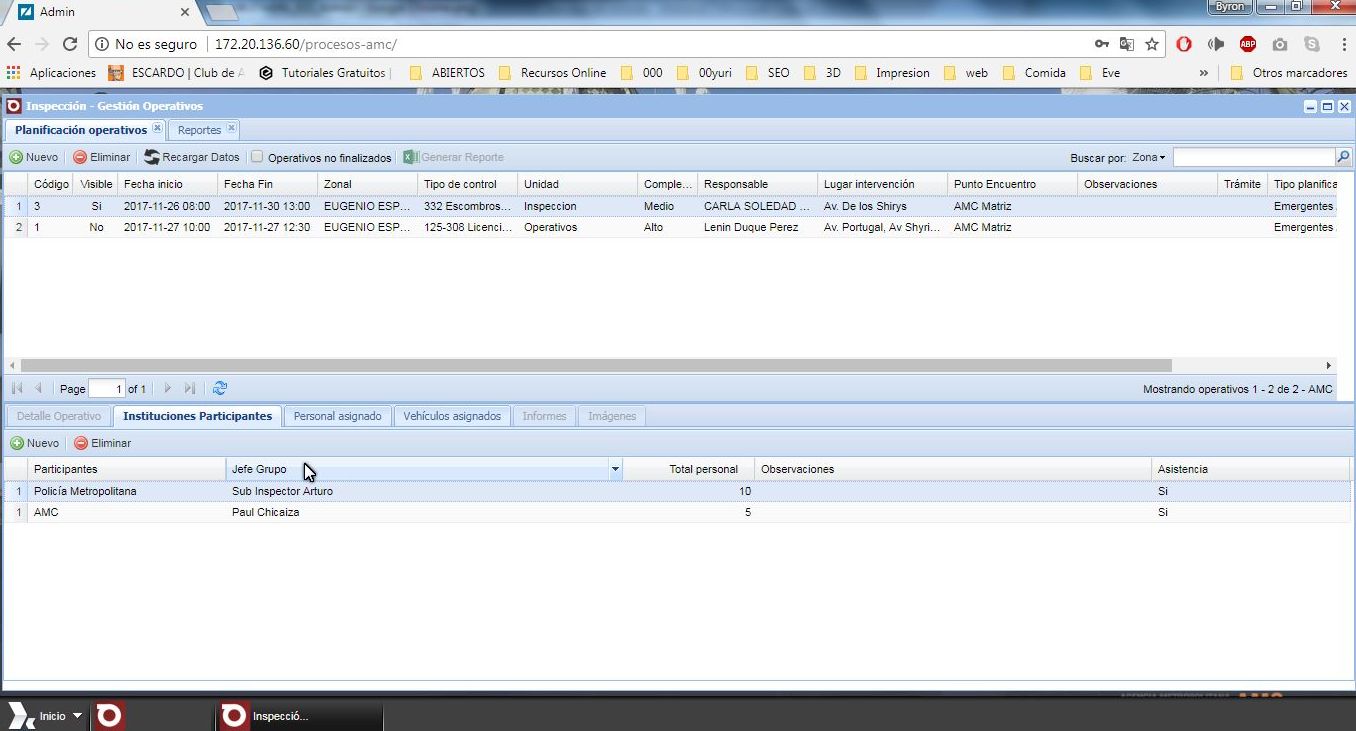 Admin
Byron
No es seguro 172.20.136.60/procesos-amc/
ABP
Aplicaciones ESCARDO | Club de A Tutoriales Gratuitos | ABIERTOS Recursos Online 000 00yuri SEO 3D Impresion web Comida Eve » Otros marcadores
Inspección - Gestión Operativos
Planificación operativos Reportes
Nuevo Eliminar Recargar Datos Operativos no finalizados Generar Reporte Buscar por: Zona
Código Visible Fecha inicio Fecha Fin Zonal Tipo de control Unidad Comple... Responsable Lugar intervención Punto Encuentro Observaciones Trámite Tipo planifica
1 3 Si 2017-11-26 08:00 2017-11-30 13:00 EUGENIO ESP... 332 Escombros... Inspeccion Medio CARLA SOLEDAD ... Av. De los Shirys AMC Matriz Emergentes
2 1 No 2017-11-27 10:00 2017-11-27 12:30 EUGENIO ESP... 125-308 Licenci... Operativos Alto Lenin Duque Perez Av. Portugal, Av Shyri... AMC Matriz Emergentes
Page 1 of 1 Mostrando operativos 1 - 2 de 2 - AMC
Detalle Operativo Instituciones Participantes Personal asignado Vehículos asignados Informes Imágenes
Nuevo Eliminar
Participantes Jefe Grupo Total personal Observaciones Asistencia
1 Policía Metropolitana Sub Inspector Arturo 10 Si
1 AMC Paul Chicaiza 5 Si
Inicio Inspecció...